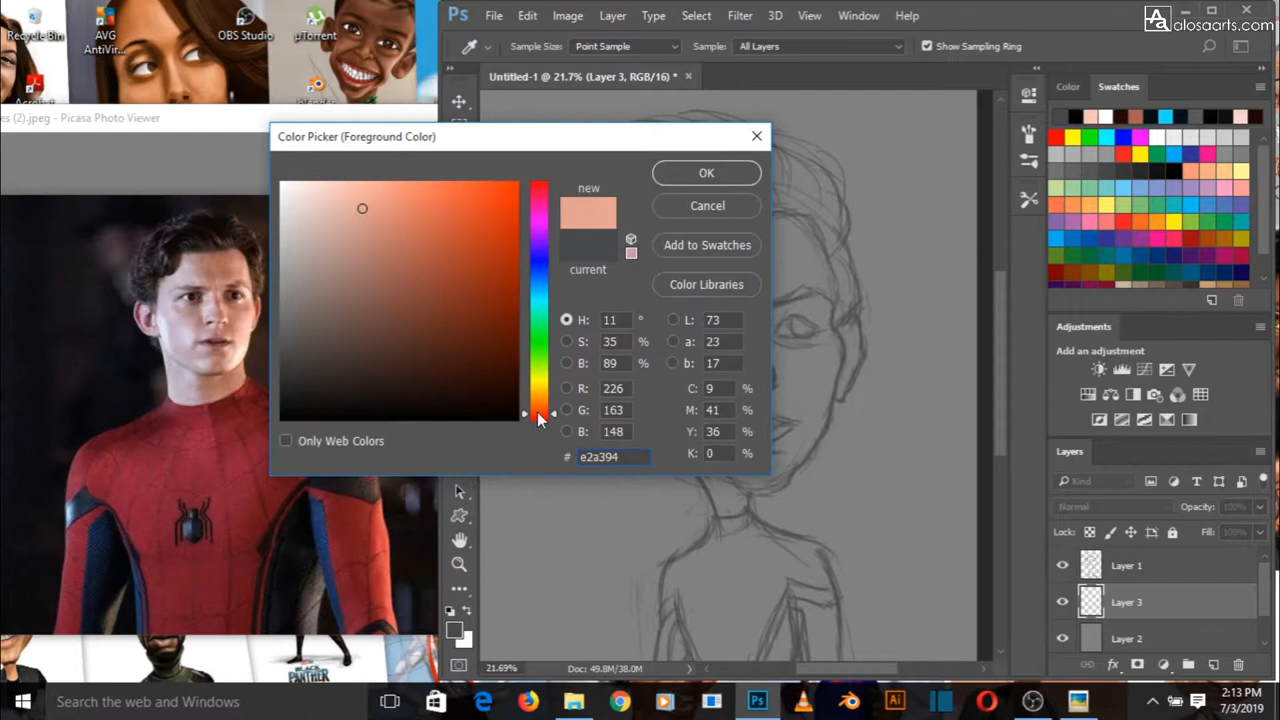 alosaarts.com
Recycle Bin
AVG
AntiVir...
OBS Studio
µTorrent
blender
es (2).jpeg - Picasa Photo Viewer
Ps File Edit Image Layer Type Select Filter 3D View Window Help
Sample Size: Point Sample Sample: All Layers Show Sampling Ring
Untitled-1 @ 21.7% (Layer 3, RGB/16) *
Color Swatches
Color Picker (Foreground Color)
new
current
OK
Cancel
Add to Swatches
Color Libraries
H: 11 °
S: 35 %
B: 89 %
R: 226
G: 163
B: 148
# e2a394
L: 73
a: 23
b: 17
C: 9 %
M: 41 %
Y: 36 %
K: 0 %
Only Web Colors
Adjustments
Add an adjustment
Layers
Kind
Normal Opacity: 100%
Lock: Fill: 100%
Layer 1
Layer 3
Layer 2
21.69% Doc: 49.8M/38.0M
BLACK
PANTHER
Search the web and Windows
Ps
Ai
2:13 PM
7/3/2019